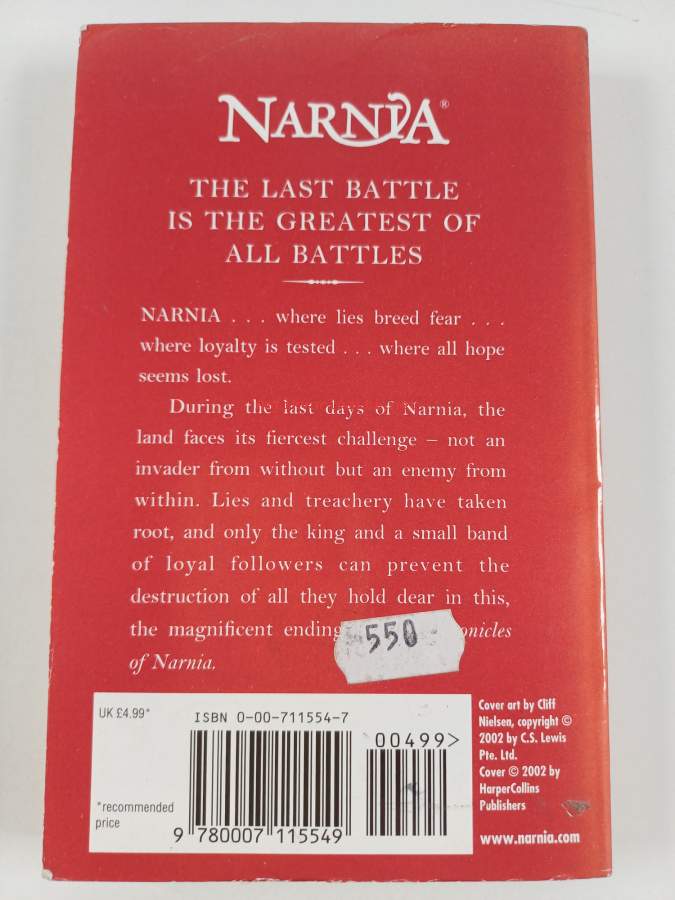 NARNIA®
THE LAST BATTLE
IS THE GREATEST OF
ALL BATTLES
NARNIA . . . where lies breed fear . . .
where loyalty is tested . . . where all hope
seems lost.
During the last days of Narnia, the
land faces its fiercest challenge – not an
invader from without but an enemy from
within. Lies and treachery have taken
root, and only the king and a small band
of loyal followers can prevent the
destruction of all they hold dear in this,
the magnificent ending
550
of Narnia.
UK £4.99*
ISBN 0-00-711554-7
00499>
*recommended
price
9 780007 115549
Cover art by Cliff
Nielsen, copyright ©
2002 by C.S. Lewis
Pte. Ltd.
Cover © 2002 by
HarperCollins
Publishers
www.narnia.com